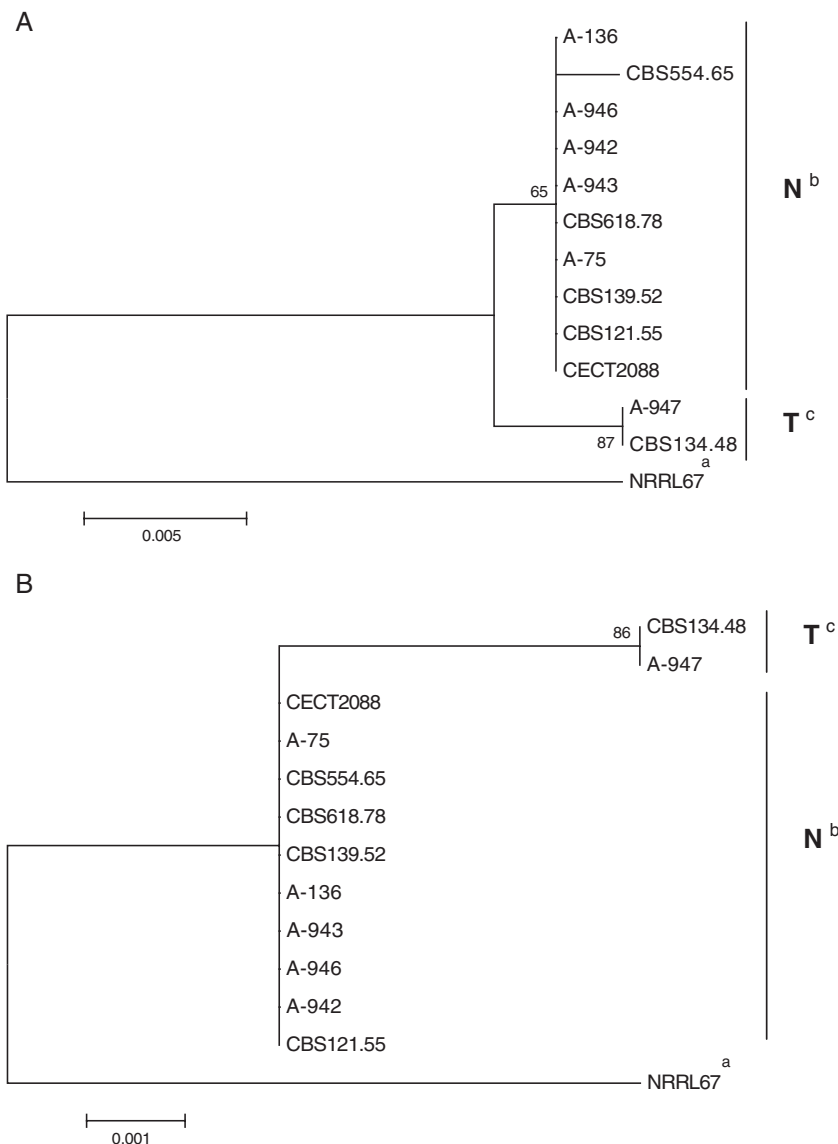 A
A-136
CBS554.65
A-946
A-942
65
A-943
N b
CBS618.78
A-75
CBS139.52
CBS121.55
CECT2088
A-947
T c
87
CBS134.48
NRRL67 a
0.005
B
86
CBS134.48
T c
A-947
CECT2088
A-75
CBS554.65
CBS618.78
N b
CBS139.52
A-136
A-943
A-946
A-942
CBS121.55
NRRL67 a
0.001